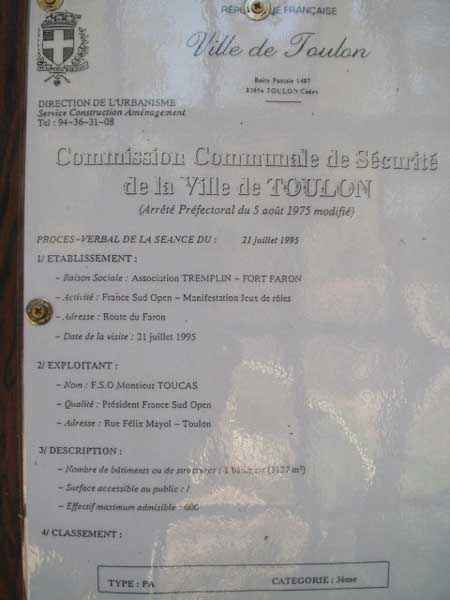 RÉPUBLIQUE FRANÇAISE
Ville de Toulon
Boite Postale 1407
TOULON Cedex
DIRECTION DE L'URBANISME
Service Construction Aménagement
Tel : 94-36-31-08
Commission Communale de Sécurité
de la Ville de TOULON
(Arrêté Préfectoral du 5 août 1975 modifié)
PROCES-VERBAL DE LA SEANCE DU : 21 juillet 1995
1/ ETABLISSEMENT :
- Raison Sociale : Association TREMPLIN - FORT FARON
- Activité : France Sud Open - Manifestation Jeux de rôles
- Adresse : Route du Faron
- Date de la visite : 21 juillet 1995
2/ EXPLOITANT :
- Nom : F.S.O Monsieur TOUCAS
- Qualité : Président France Sud Open
- Adresse : Rue Félix Mayol - Toulon
3/ DESCRIPTION :
- Nombre de bâtiments ou de structures : 1 (3127 m²)
- Surface accessible au public : /
- Effectif maximum admissible : 600
4/ CLASSEMENT :
TYPE : PA CATEGORIE : 3ème